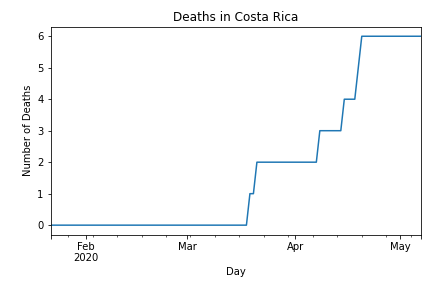 Deaths in Costa Rica
6
5
4
3
2
1
0
Number of Deaths
Feb
2020
Mar
Apr
May
Day